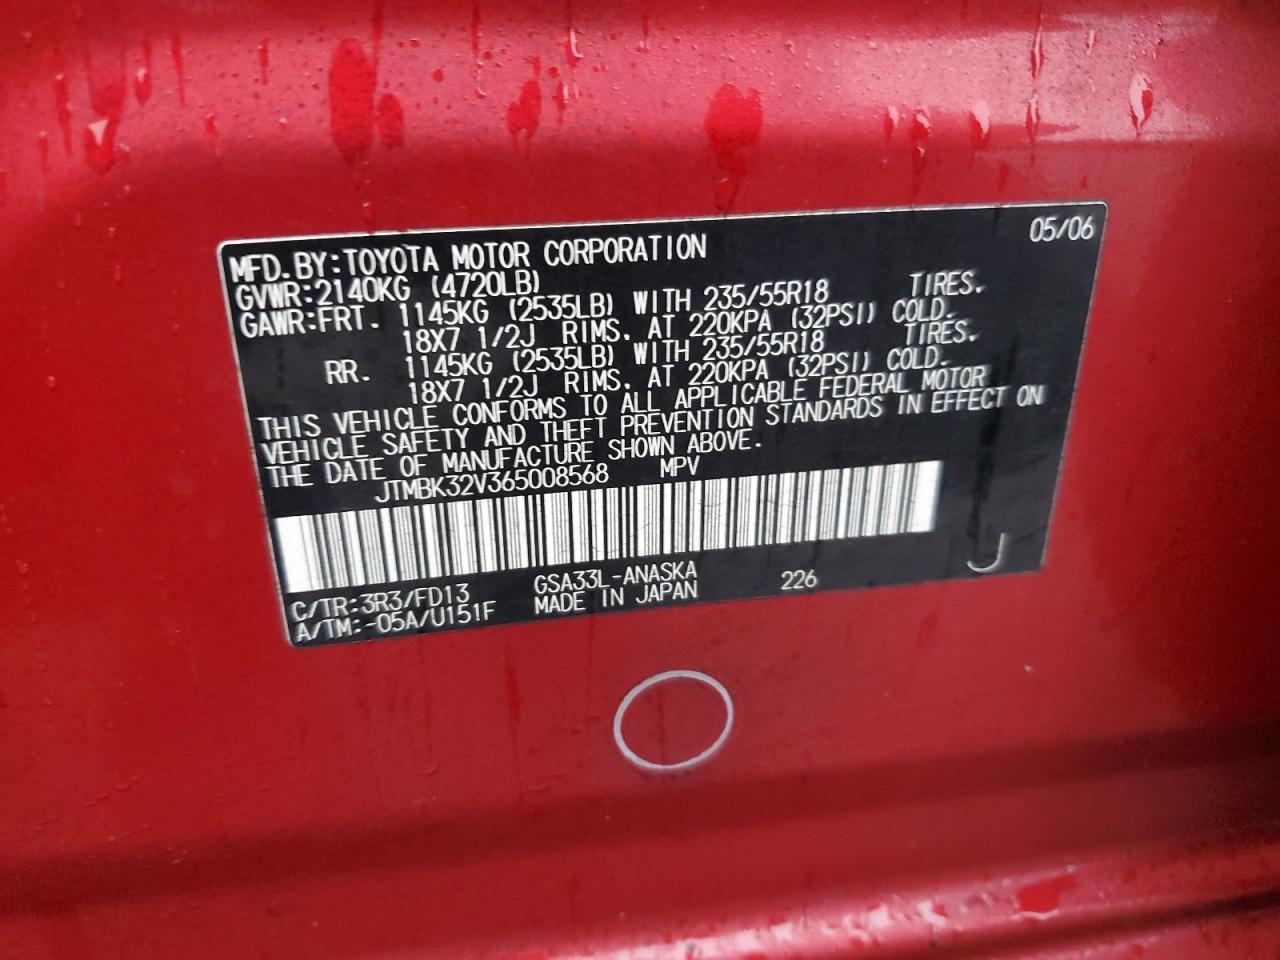 05/06
MFD.BY:TOYOTA MOTOR CORPORATION
GVWR:2140KG (4720LB)
GAWR:FRT. 1145KG (2535LB) WITH 235/55R18 TIRES.
18X7 1/2J RIMS. AT 220KPA (32PSI) COLD.
RR. 1145KG (2535LB) WITH 235/55R18 TIRES.
18X7 1/2J RIMS. AT 220KPA (32PSI) COLD.
THIS VEHICLE CONFORMS TO ALL APPLICABLE FEDERAL MOTOR
VEHICLE SAFETY AND THEFT PREVENTION STANDARDS IN EFFECT ON
THE DATE OF MANUFACTURE SHOWN ABOVE.
JTMBK32V365008568 MPV
C/TR:3R3/FD13 GSA33L-ANASKA 226 J
A/TM:-05A/U151F MADE IN JAPAN